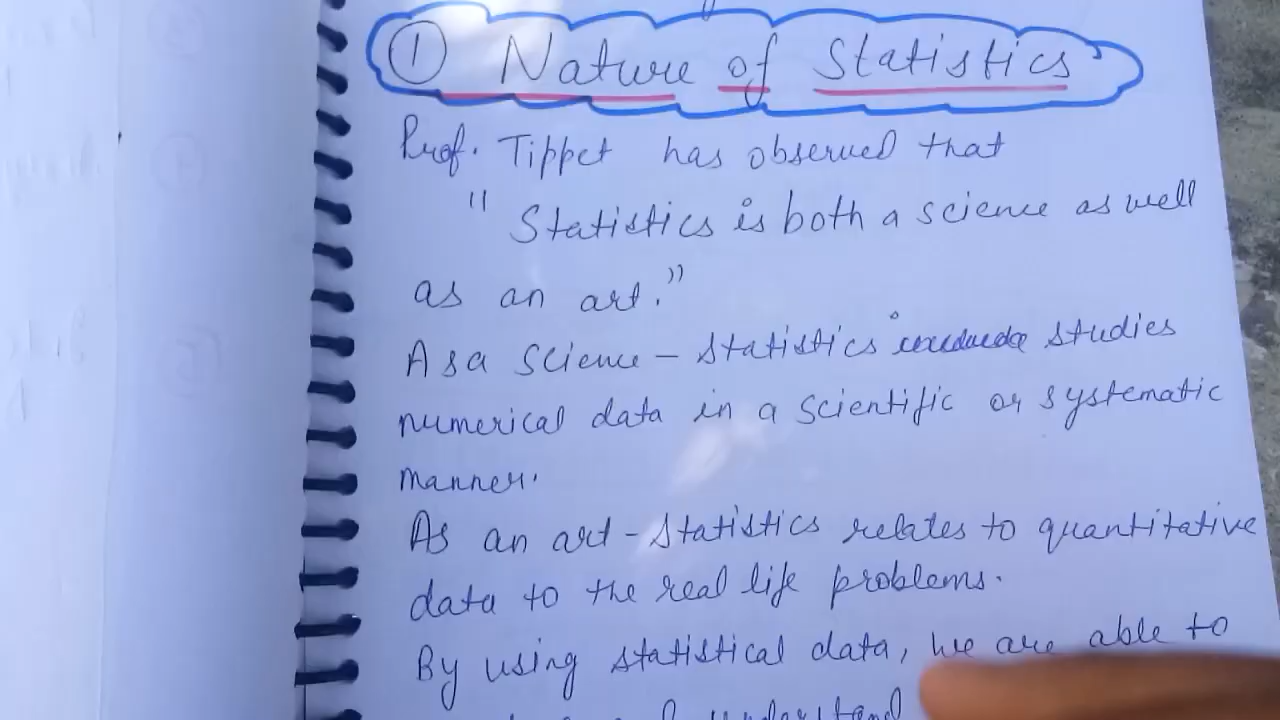 ① Nature of Statistics
Prof. Tippet has observed that
" Statistics is both a science as well
as an art."
As a Science – Statistics studies
numerical data in a scientific or systematic
manner.
As an art – Statistics relates to quantitative
data to the real life problems.
By using statistical data, we are able to
understand